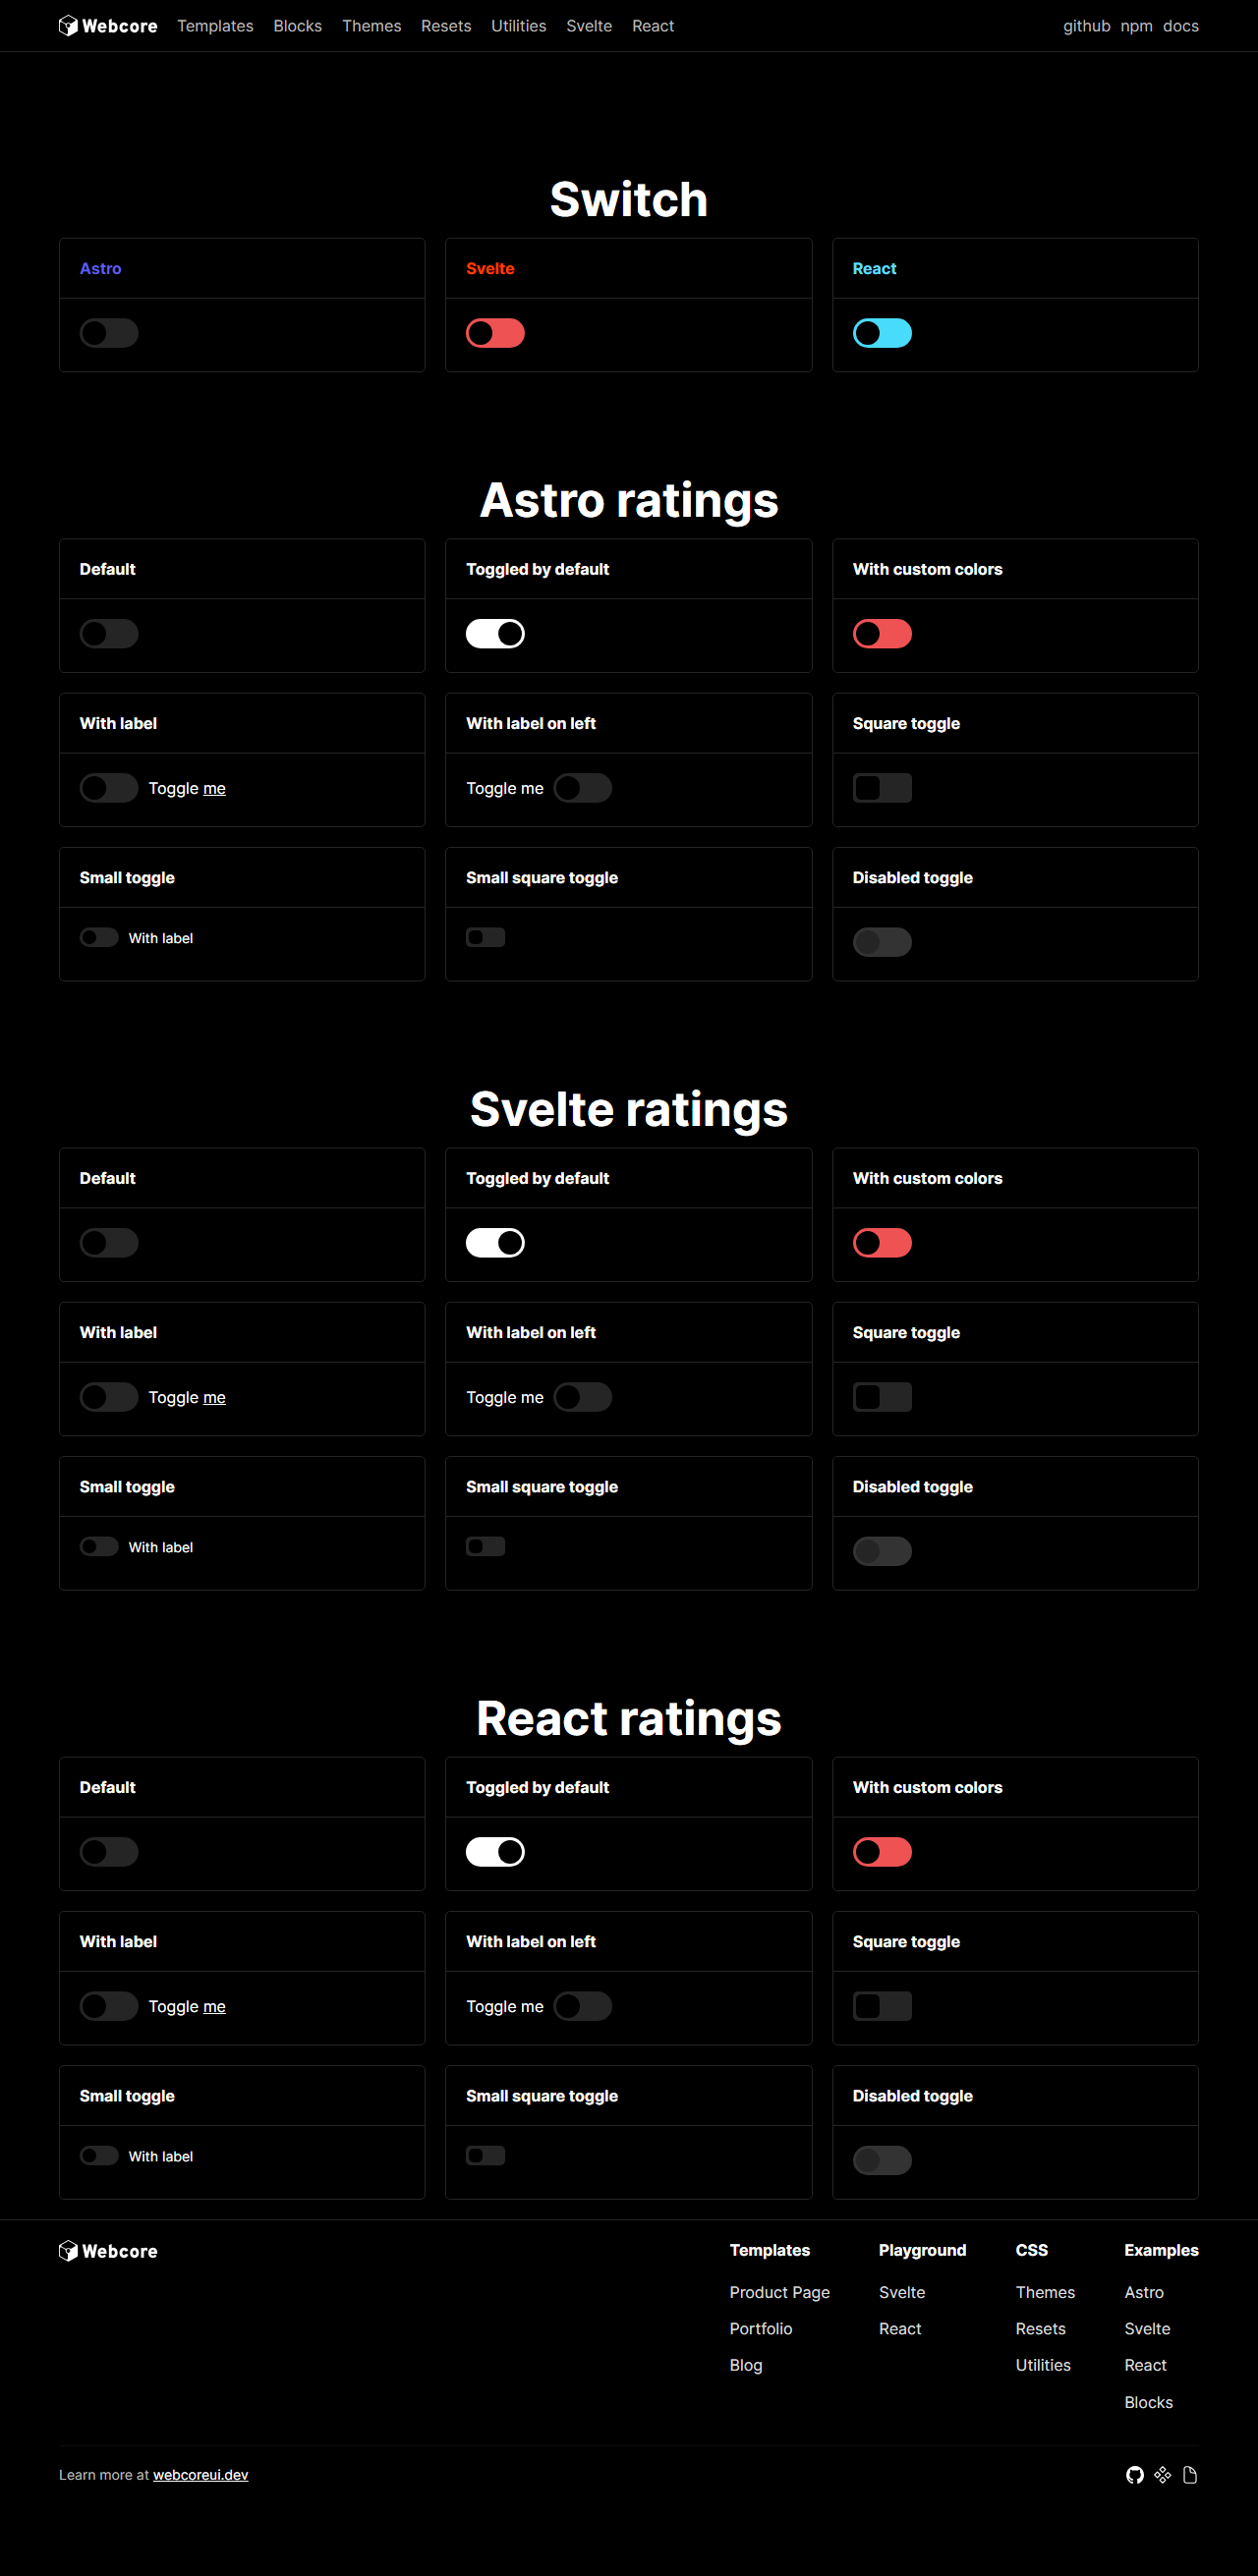 Webcore Templates Blocks Themes Resets Utilities Svelte React github npm docs
Switch
Astro Svelte React
Astro ratings
Default Toggled by default With custom colors
With label With label on left Square toggle
Toggle me Toggle me
Small toggle Small square toggle Disabled toggle
With label
Svelte ratings
Default Toggled by default With custom colors
With label With label on left Square toggle
Toggle me Toggle me
Small toggle Small square toggle Disabled toggle
With label
React ratings
Default Toggled by default With custom colors
With label With label on left Square toggle
Toggle me Toggle me
Small toggle Small square toggle Disabled toggle
With label
Webcore Templates Playground CSS Examples
Product Page Svelte Themes Astro
Portfolio React Resets Svelte
Blog Utilities React
Blocks
Learn more at webcoreui.dev